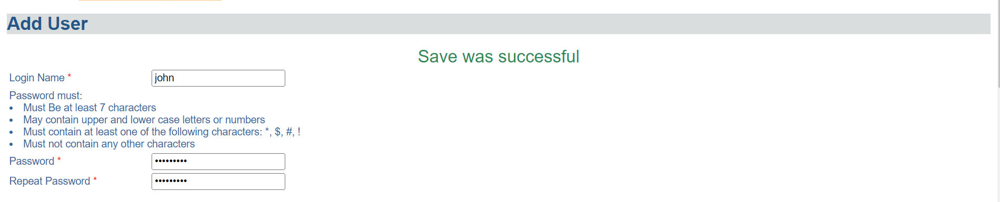 Add User
Save was successful
Login Name *
john
Password must:
• Must Be at least 7 characters
• May contain upper and lower case letters or numbers
• Must contain at least one of the following characters: *, $, #, !
• Must not contain any other characters
Password *
•••••••••
Repeat Password *
•••••••••